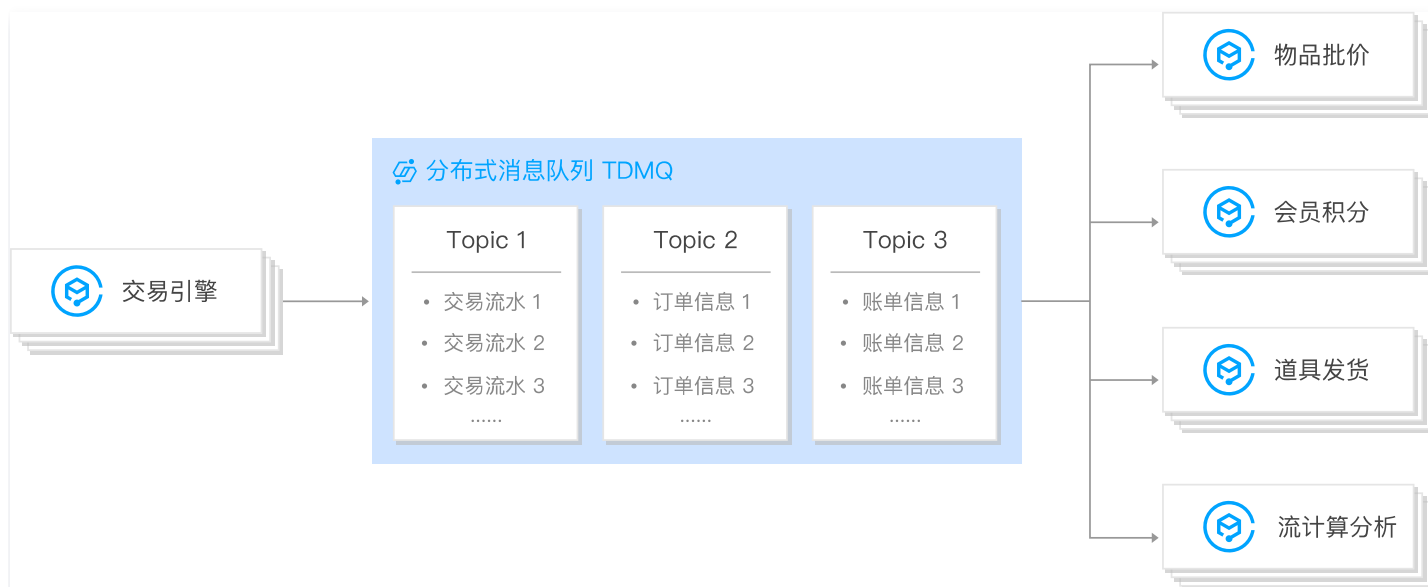 交易引擎
分布式消息队列 TDMQ
Topic 1
• 交易流水 1
• 交易流水 2
• 交易流水 3
......
Topic 2
• 订单信息 1
• 订单信息 2
• 订单信息 3
......
Topic 3
• 账单信息 1
• 账单信息 2
• 账单信息 3
......
物品批价
会员积分
道具发货
流计算分析